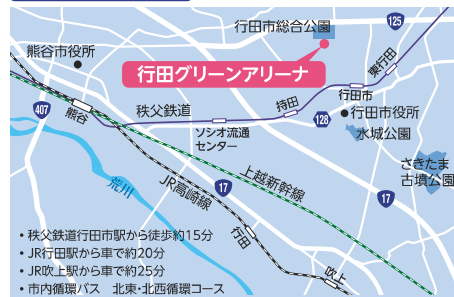 行田市総合公園
125
熊谷市役所
行田グリーンアリーナ
東行田
407
熊谷
秩父鉄道
持田
行田市
ソシオ流通
センター
128
行田市役所
水城公園
さきたま
古墳公園
荒川
JR高崎線
17
上越新幹線
17
行田
吹上
・秩父鉄道行田市駅から徒歩約15分
・JR行田駅から車で約20分
・JR吹上駅から車で約25分
・市内循環バス 北東・北西循環コース